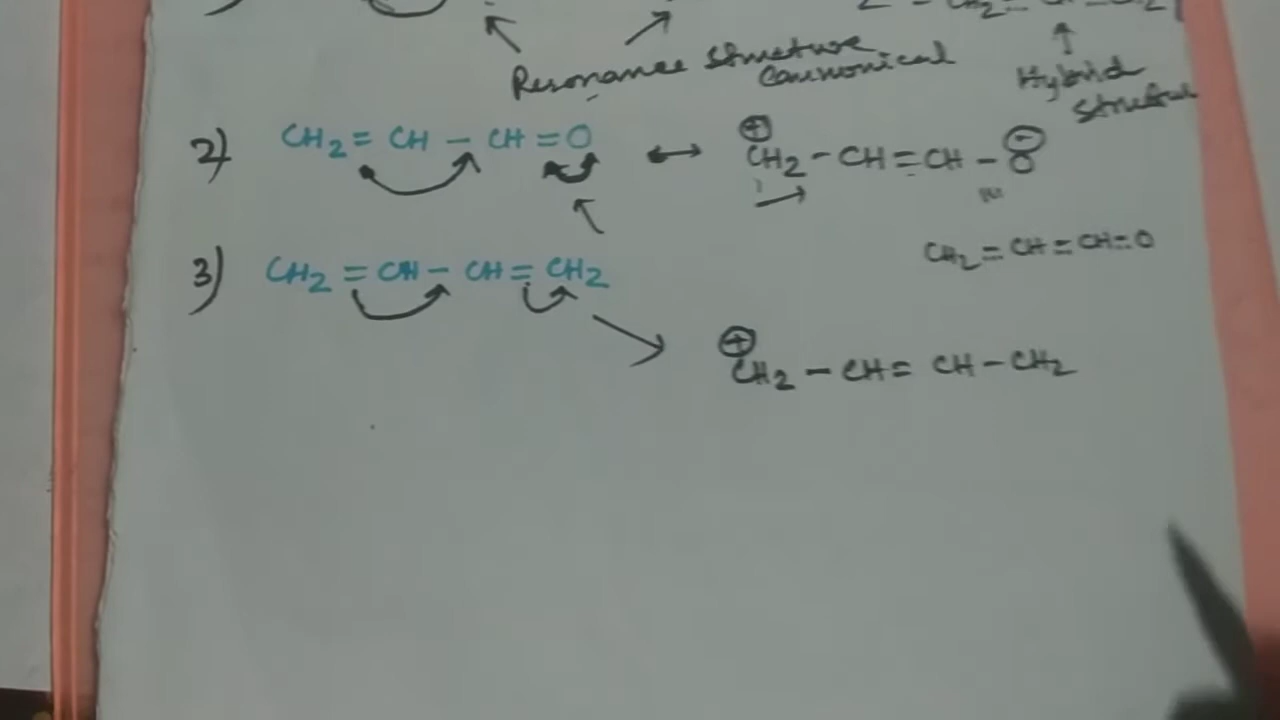 Resonance Structure
Cannonical
Hybrid
Structure
2) CH2 = CH - CH = O ↔ ⊕CH2 - CH = CH - O⊖
CH2 = CH = CH = O
3) CH2 = CH - CH = CH2
⊕CH2 - CH = CH - CH2